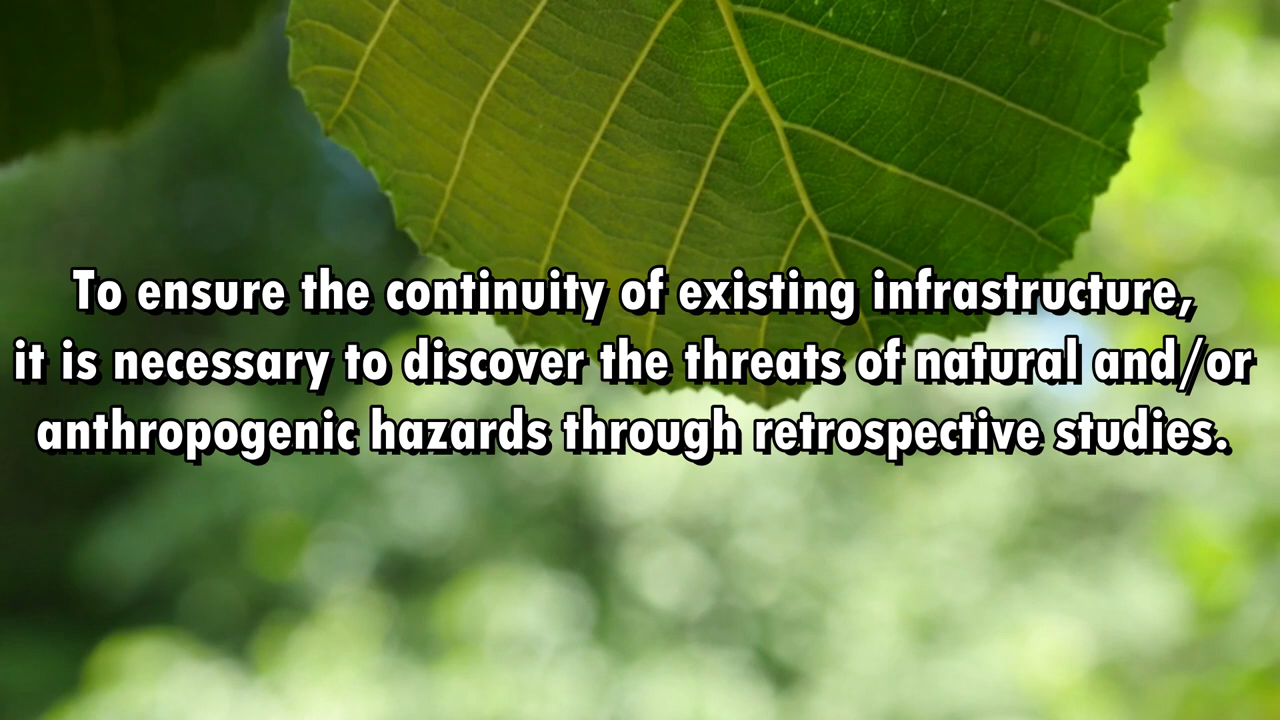 To ensure the continuity of existing infrastructure,
it is necessary to discover the threats of natural and/or
anthropogenic hazards through retrospective studies.